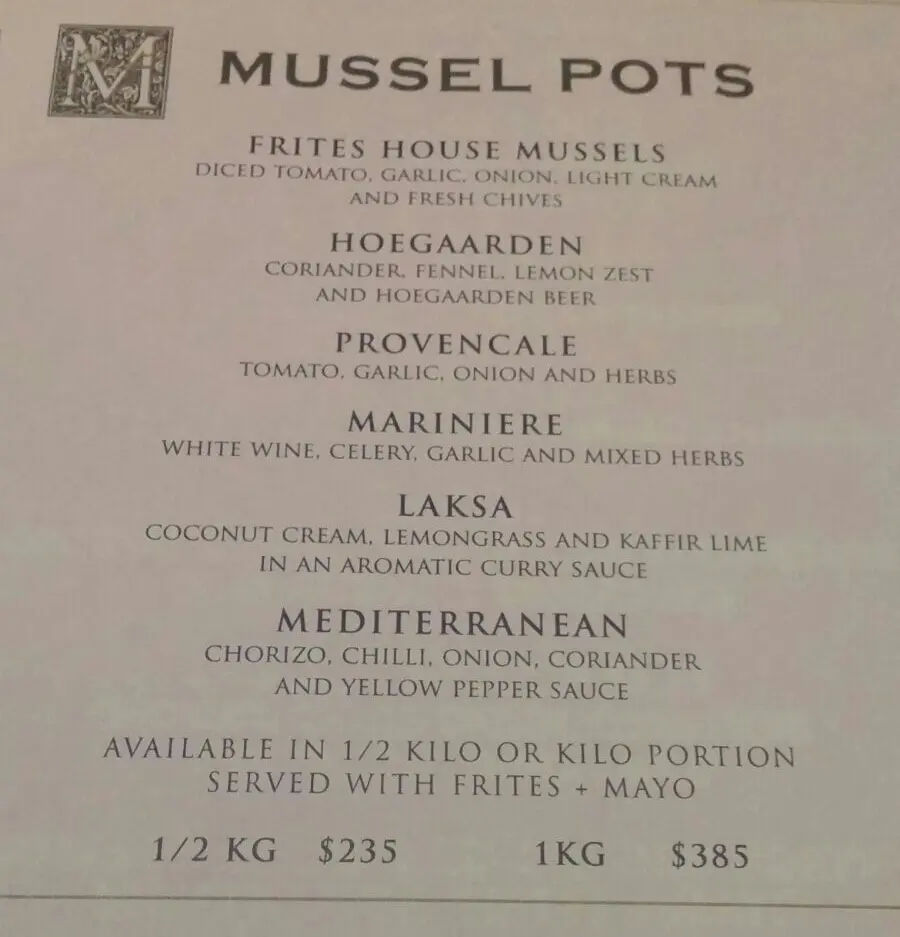 M
MUSSEL POTS
FRITES HOUSE MUSSELS
DICED TOMATO, GARLIC, ONION, LIGHT CREAM
AND FRESH CHIVES
HOEGAARDEN
CORIANDER, FENNEL, LEMON ZEST
AND HOEGAARDEN BEER
PROVENCALE
TOMATO, GARLIC, ONION AND HERBS
MARINIERE
WHITE WINE, CELERY, GARLIC AND MIXED HERBS
LAKSA
COCONUT CREAM, LEMONGRASS AND KAFFIR LIME
IN AN AROMATIC CURRY SAUCE
MEDITERRANEAN
CHORIZO, CHILLI, ONION, CORIANDER
AND YELLOW PEPPER SAUCE
AVAILABLE IN 1/2 KILO OR KILO PORTION
SERVED WITH FRITES + MAYO
1/2 KG $235 1KG $385